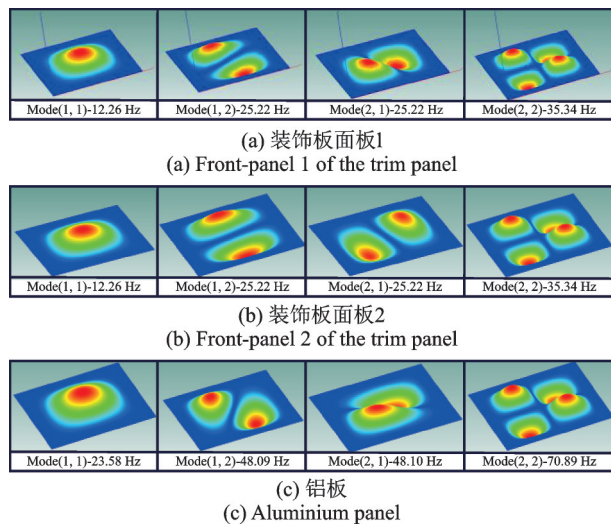 Mode(1, 1)-12.26 Hz Mode(1, 2)-25.22 Hz Mode(2, 1)-25.22 Hz Mode(2, 2)-35.34 Hz
(a) 装饰板面板1
(a) Front-panel 1 of the trim panel
Mode(1, 1)-12.26 Hz Mode(1, 2)-25.22 Hz Mode(2, 1)-25.22 Hz Mode(2, 2)-35.34 Hz
(b) 装饰板面板2
(b) Front-panel 2 of the trim panel
Mode(1, 1)-23.58 Hz Mode(1, 2)-48.09 Hz Mode(2, 1)-48.10 Hz Mode(2, 2)-70.89 Hz
(c) 铝板
(c) Aluminium panel